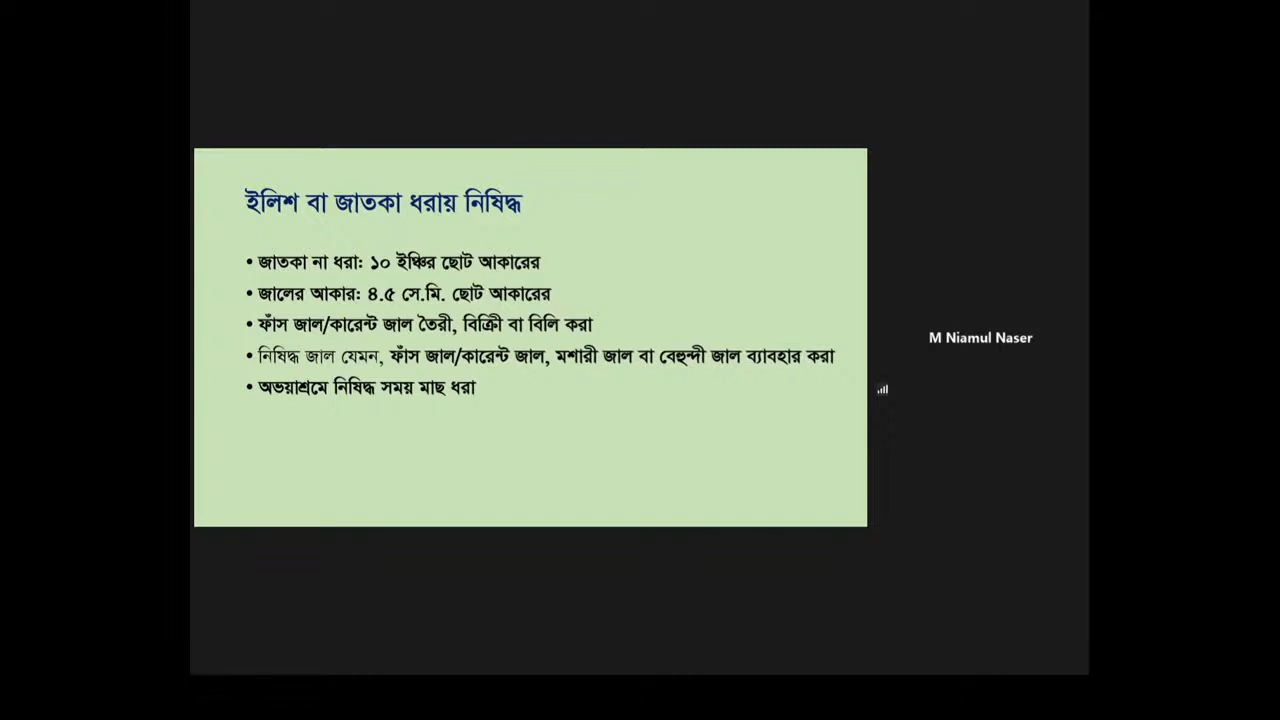 ইলিশ বা জাতকা ধরায় নিষিদ্ধ
• জাতকা না ধরা: ১০ ইঞ্চির ছোট আকারের
• জালের আকার: ৪.৫ সে.মি. ছোট আকারের
• ফাঁস জাল/কারেন্ট জাল তৈরী, বিক্রিী বা বিলি করা
• নিষিদ্ধ জাল যেমন, ফাঁস জাল/কারেন্ট জাল, মশারী জাল বা বেহুন্দী জাল ব্যাবহার করা
• অভয়াশ্রমে নিষিদ্ধ সময় মাছ ধরা
M Niamul Naser